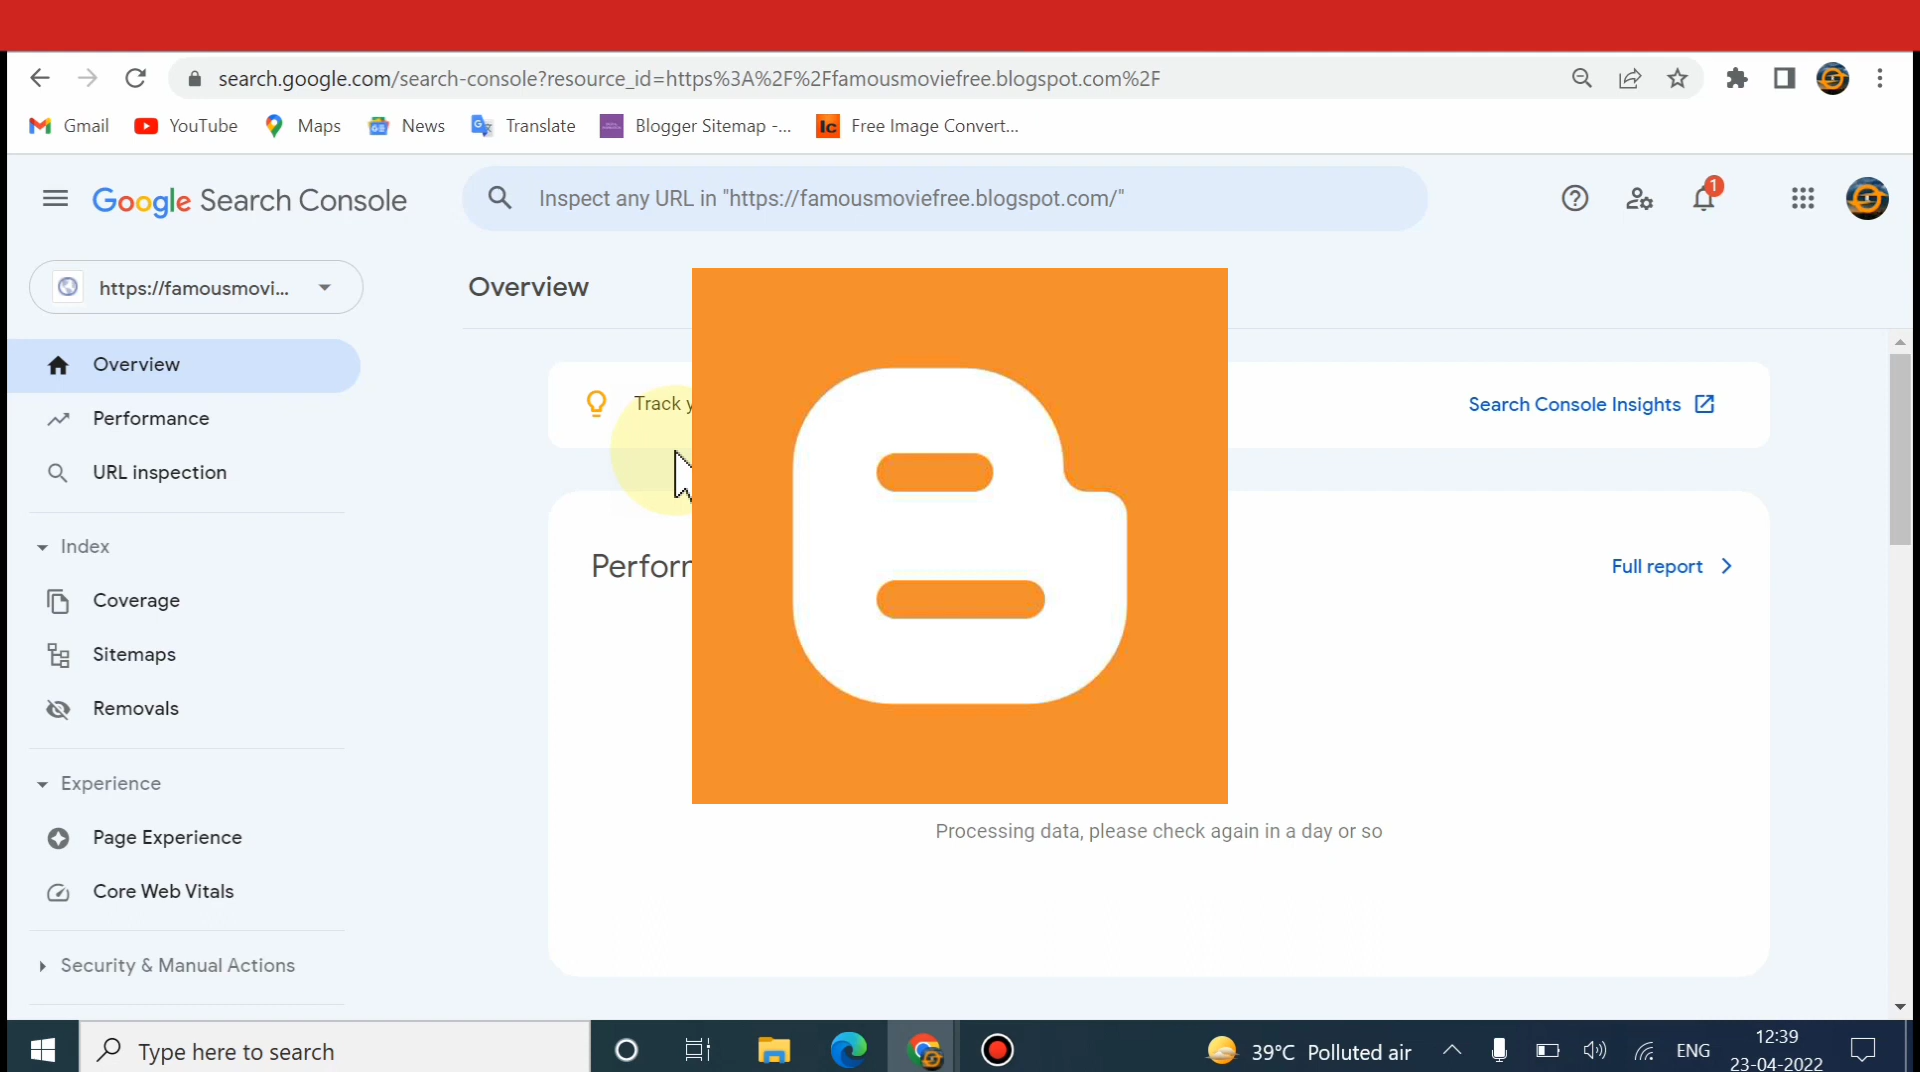 search.google.com/search-console?resource_id=https%3A%2F%2Ffamousmoviefree.blogspot.com%2F
Gmail YouTube Maps News Translate Blogger Sitemap -... Free Image Convert...
Google Search Console
Inspect any URL in "https://famousmoviefree.blogspot.com/"
1
https://famousmovi...
Overview
Overview
Performance
URL inspection
Index
Coverage
Sitemaps
Removals
Experience
Page Experience
Core Web Vitals
Security & Manual Actions
Track
Search Console Insights
Perfor
Full report
Processing data, please check again in a day or so
Type here to search
39°C Polluted air
ENG
12:39
23-04-2022